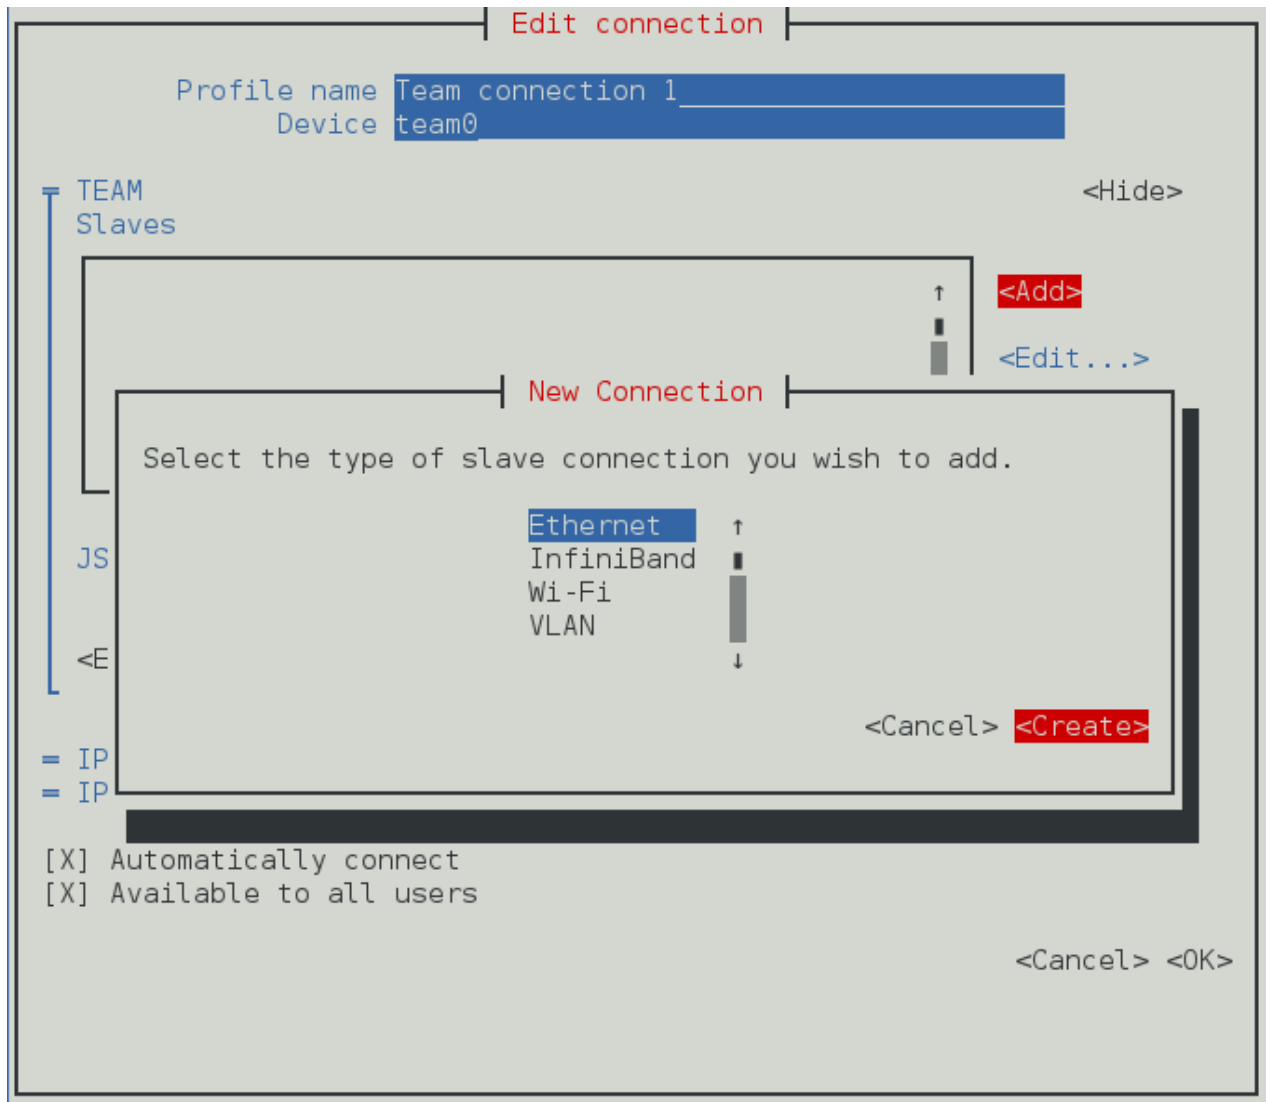 Edit connection
Profile name Team connection 1
Device team0
TEAM <Hide>
Slaves
<Add>
<Edit...>
New Connection
Select the type of slave connection you wish to add.
Ethernet
InfiniBand
JS
Wi-Fi
VLAN
<E
<Cancel> <Create>
IP
IP
[X] Automatically connect
[X] Available to all users
<Cancel> <OK>